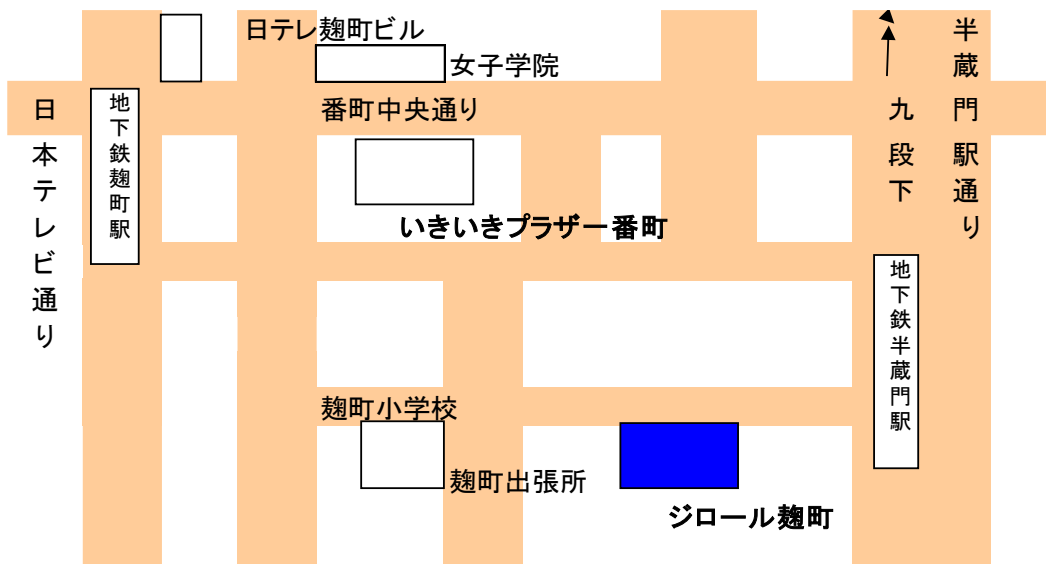 日テレ麹町ビル
女子学院
番町中央通り
日本テレビ通り
地下鉄麹町駅
九段下
半蔵門駅通り
いきいきプラザ一番町
地下鉄半蔵門駅
麹町小学校
麹町出張所
ジロール麹町